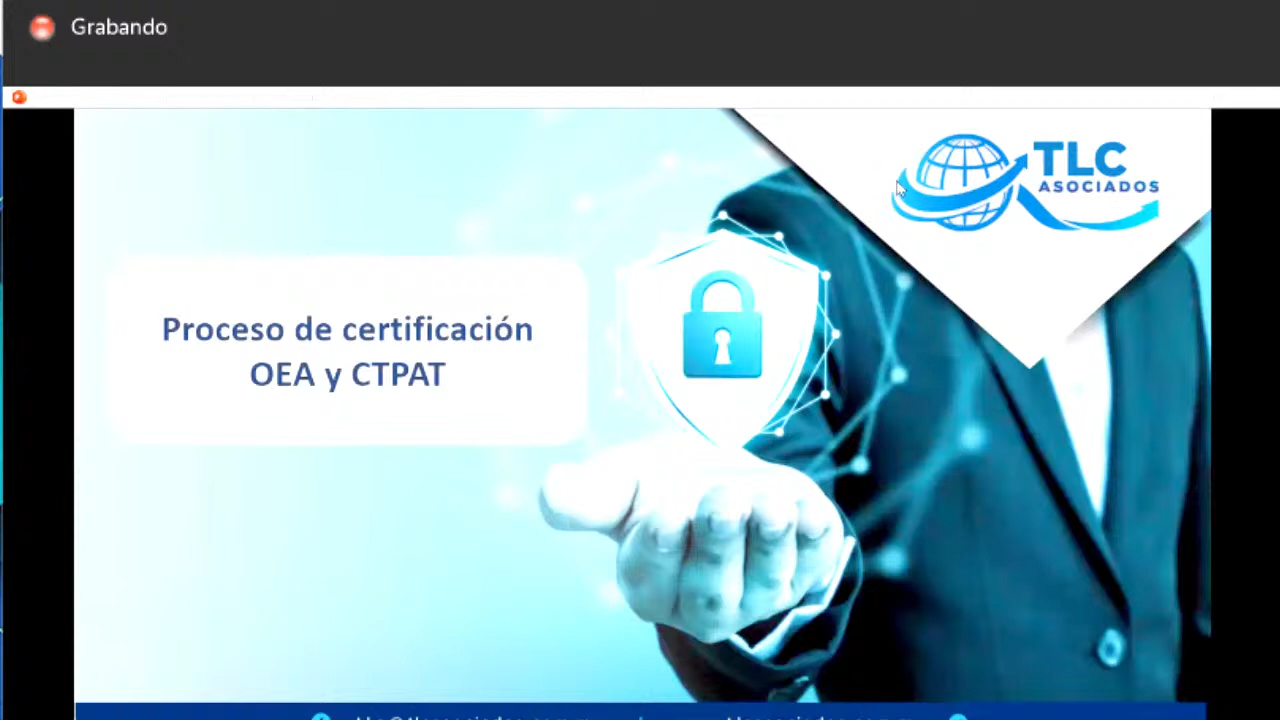 Grabando
TLC
ASOCIADOS
Proceso de certificación
OEA y CTPAT